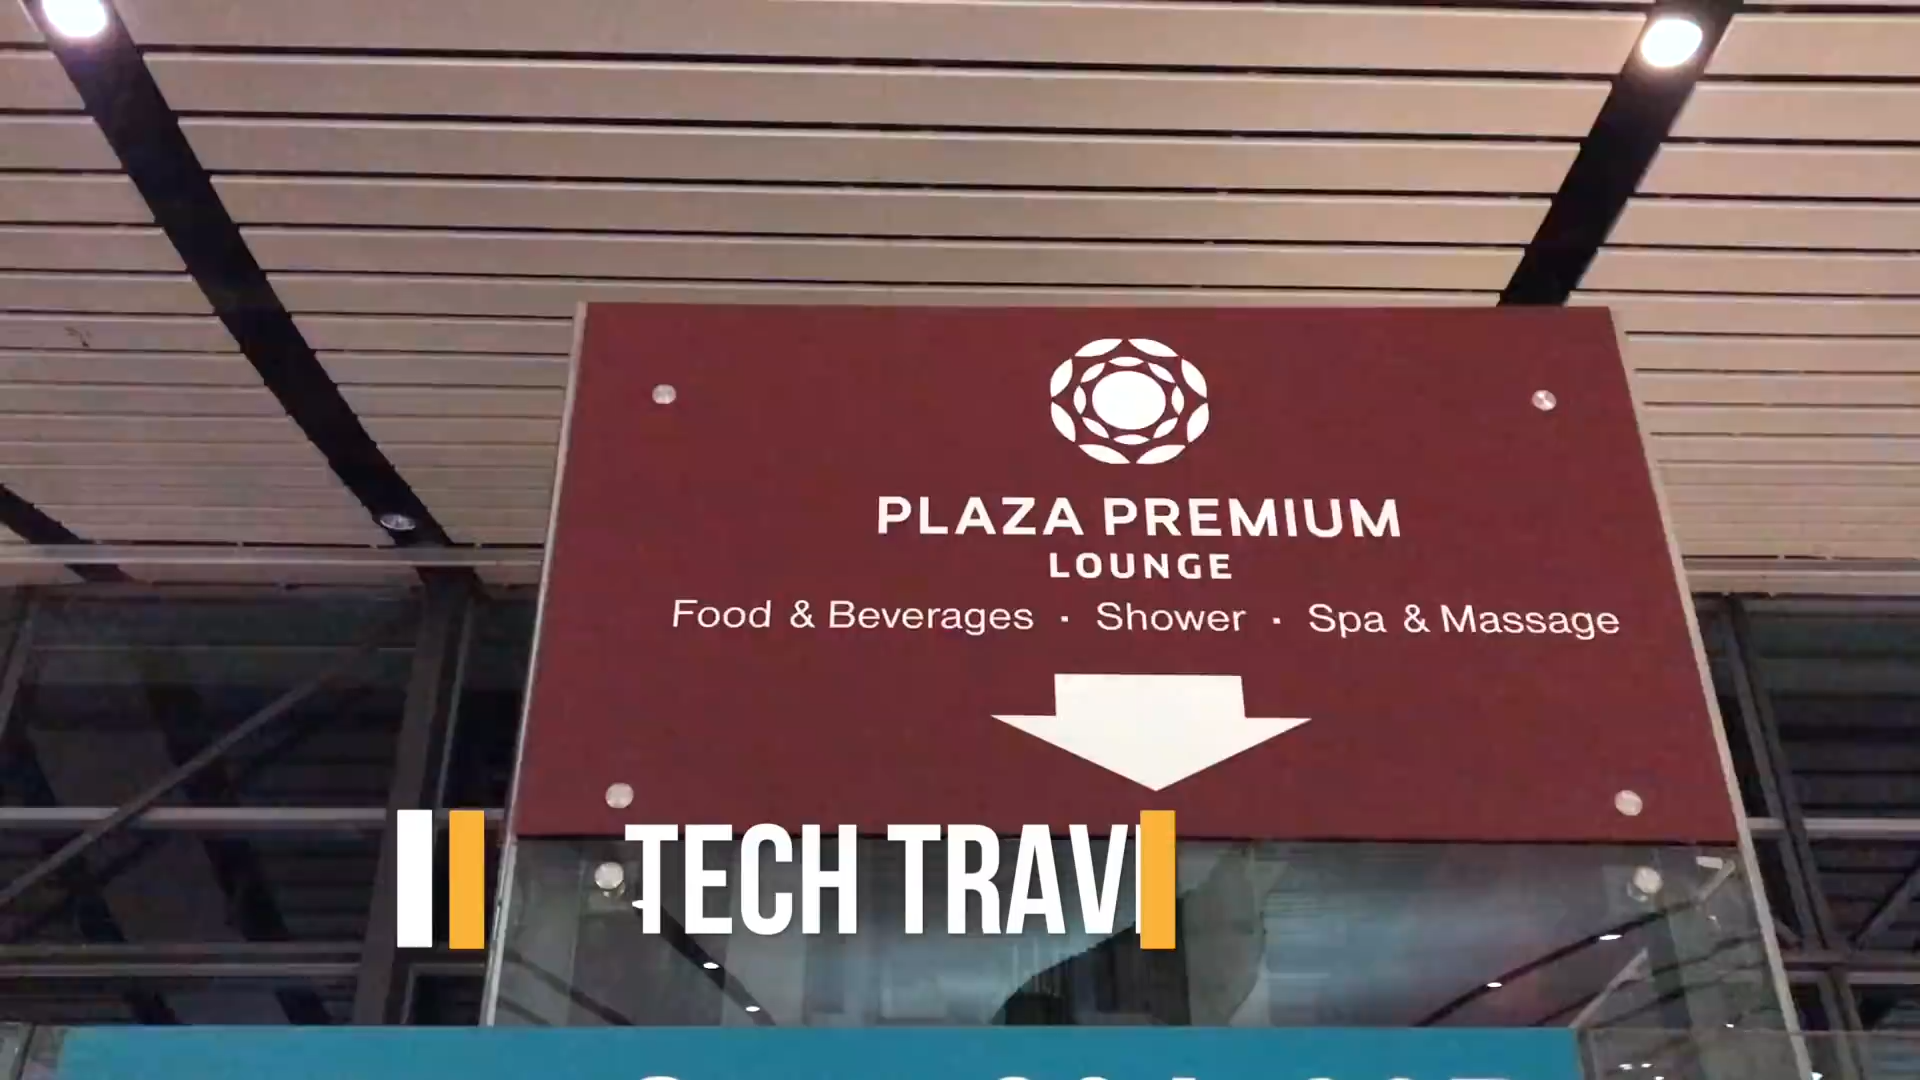 PLAZA PREMIUM
LOUNGE
Food & Beverages · Shower · Spa & Massage
TECH TRAV